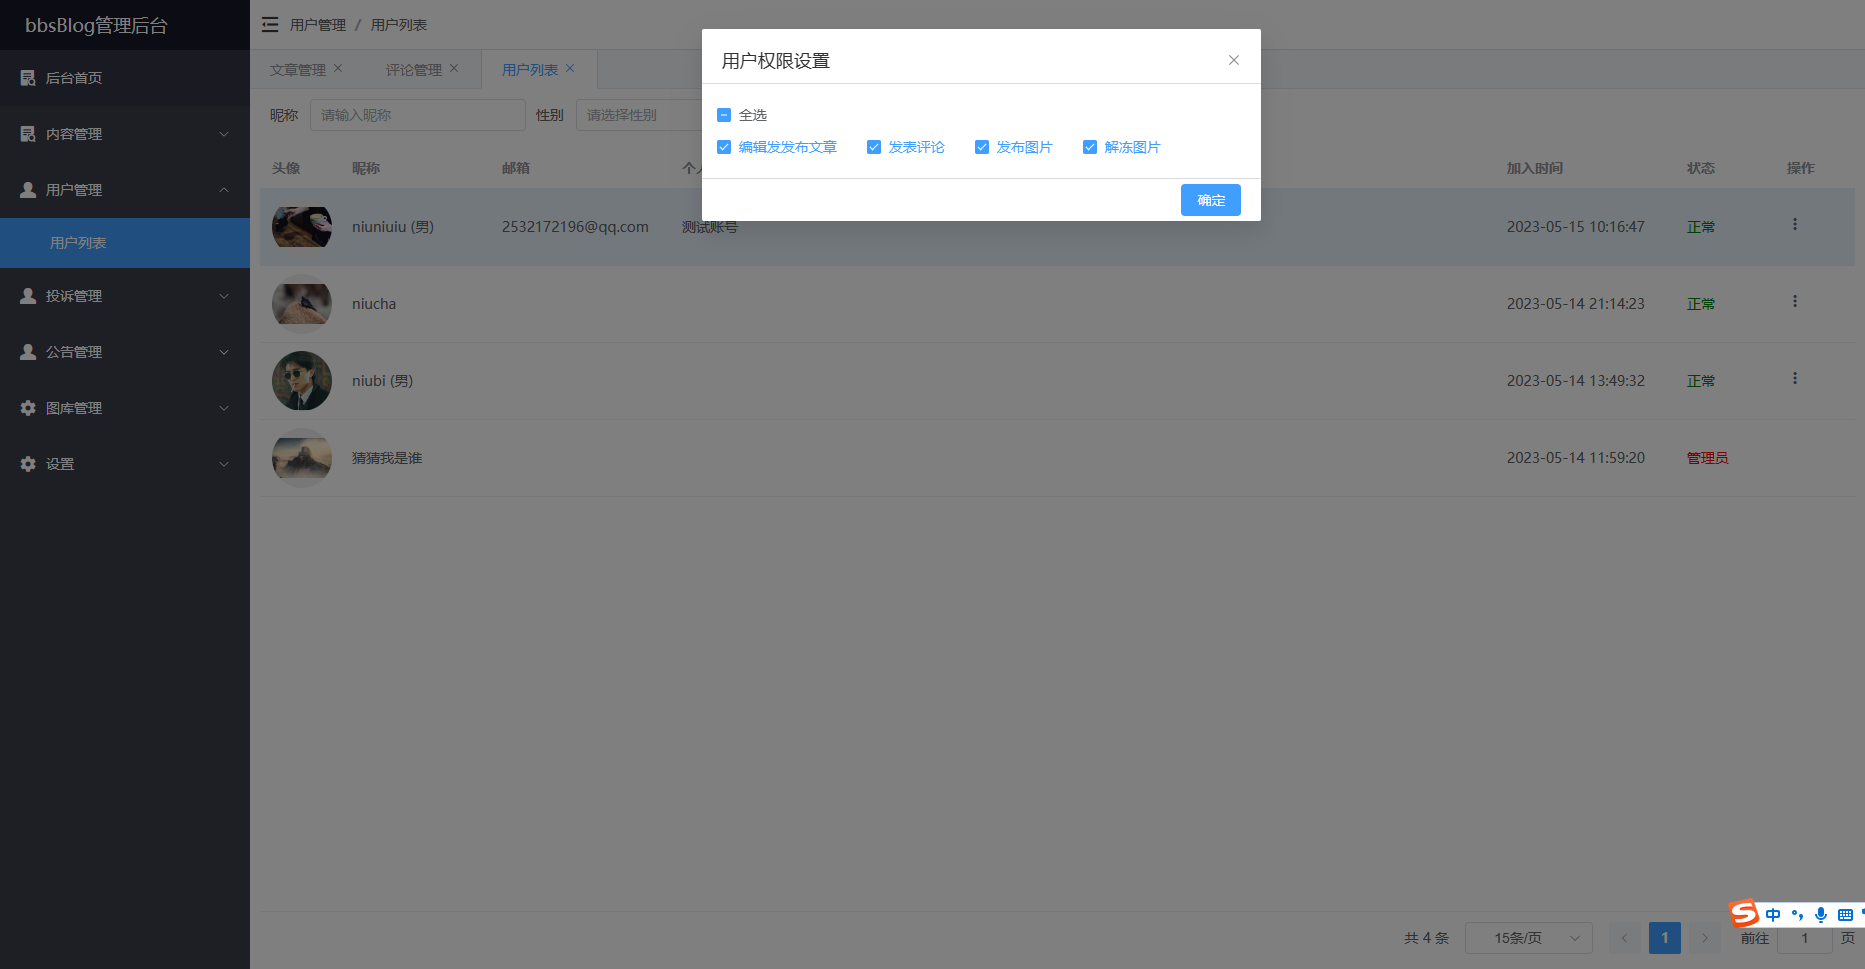 bbsBlog管理后台
用户管理 / 用户列表
后台首页
内容管理
用户管理
用户列表
投诉管理
公告管理
图库管理
设置
文章管理
评论管理
用户列表
昵称
请输入昵称
性别
请选择性别
用户权限设置
全选
编辑发发布文章 发表评论 发布图片 解冻图片
确定
头像 昵称 邮箱 个 加入时间 状态 操作
niuniuiu (男) 2532172196@qq.com 测试账号 2023-05-15 10:16:47 正常
niucha 2023-05-14 21:14:23 正常
niubi (男) 2023-05-14 13:49:32 正常
猜猜我是谁 2023-05-14 11:59:20 管理员
共 4 条 15条/页 1 前往 1 页
S 中